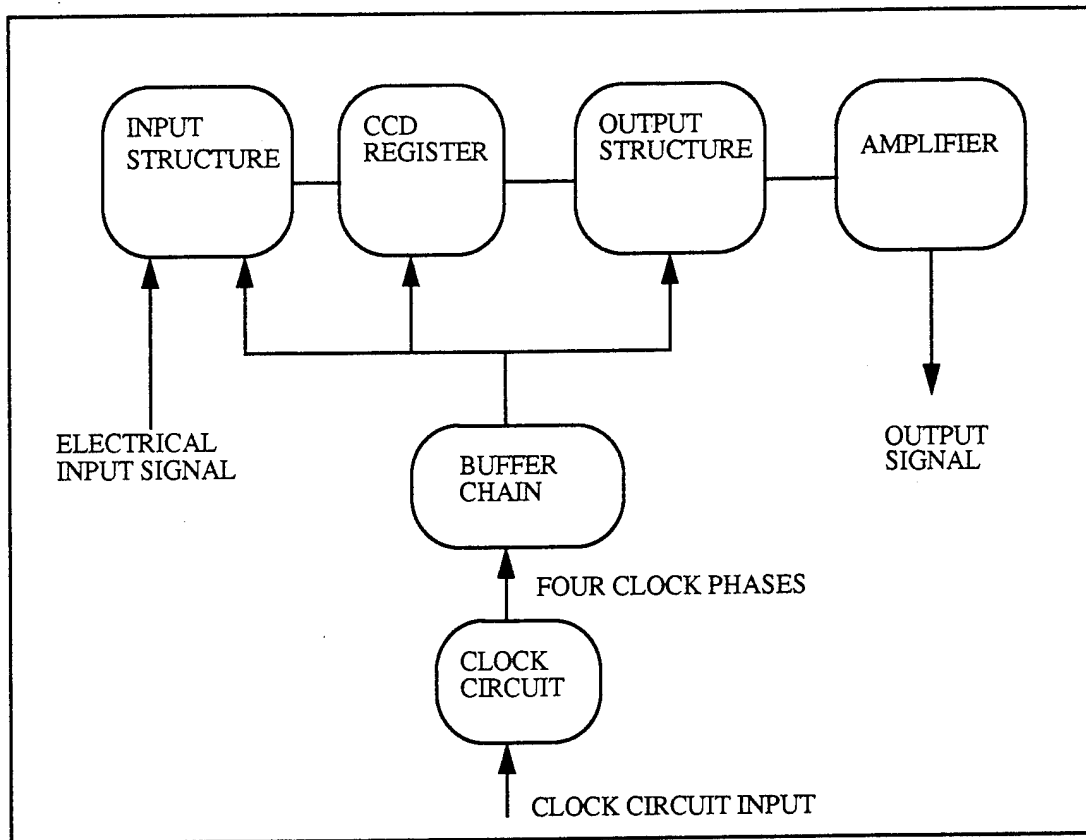 INPUT
STRUCTURE
CCD
REGISTER
OUTPUT
STRUCTURE
AMPLIFIER
ELECTRICAL
INPUT SIGNAL
OUTPUT
SIGNAL
BUFFER
CHAIN
FOUR CLOCK PHASES
CLOCK
CIRCUIT
CLOCK CIRCUIT INPUT